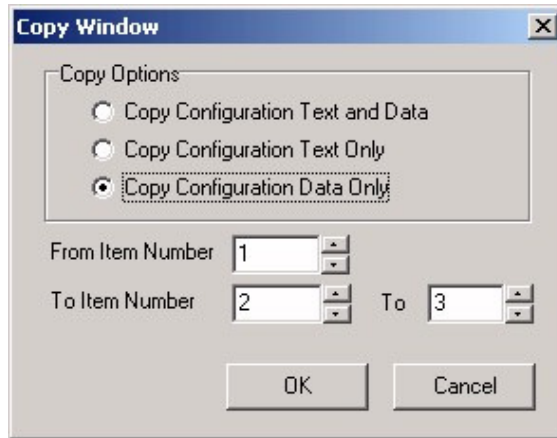 Copy Window
Copy Options
Copy Configuration Text and Data
Copy Configuration Text Only
Copy Configuration Data Only
From Item Number 1
To Item Number 2 To 3
OK Cancel